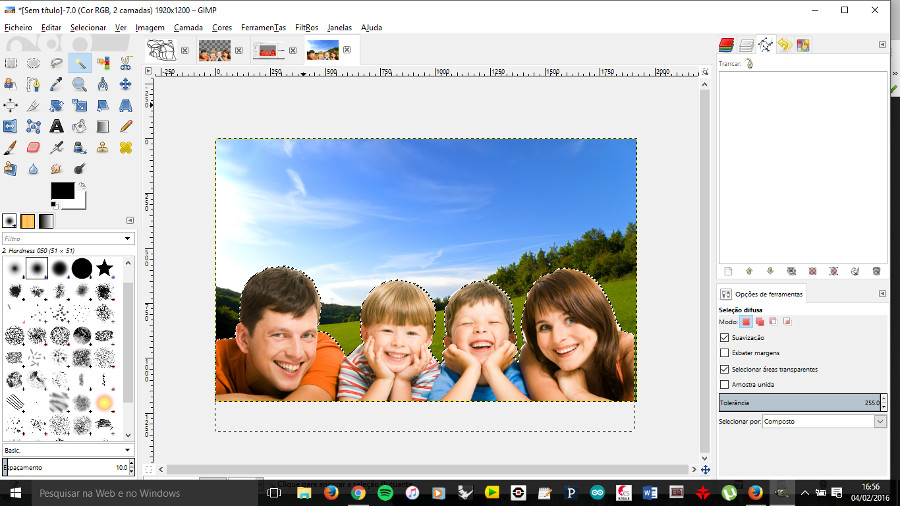 *[Sem título]-7.0 (Cor RGB, 2 camadas) 1920x1200 – GIMP
Ficheiro Editar Selecionar Ver Imagem Camada Cores FerramenTas FiltRos Janelas AJuda
-250 0 250 500 750 1000 1250 1500 1750 2000
Trancar:
Filtro
2. Hardness 050 (51 × 51)
Opções de ferramentas
Seleção difusa
Modo:
Suavização
Esbater margens
Selecionar áreas transparentes
Amostra unida
Tolerância 255.0
Selecionar por: Composto
Basic.
Espacamento 10.0
Pesquisar na Web e no Windows
16:56
04/02/2016